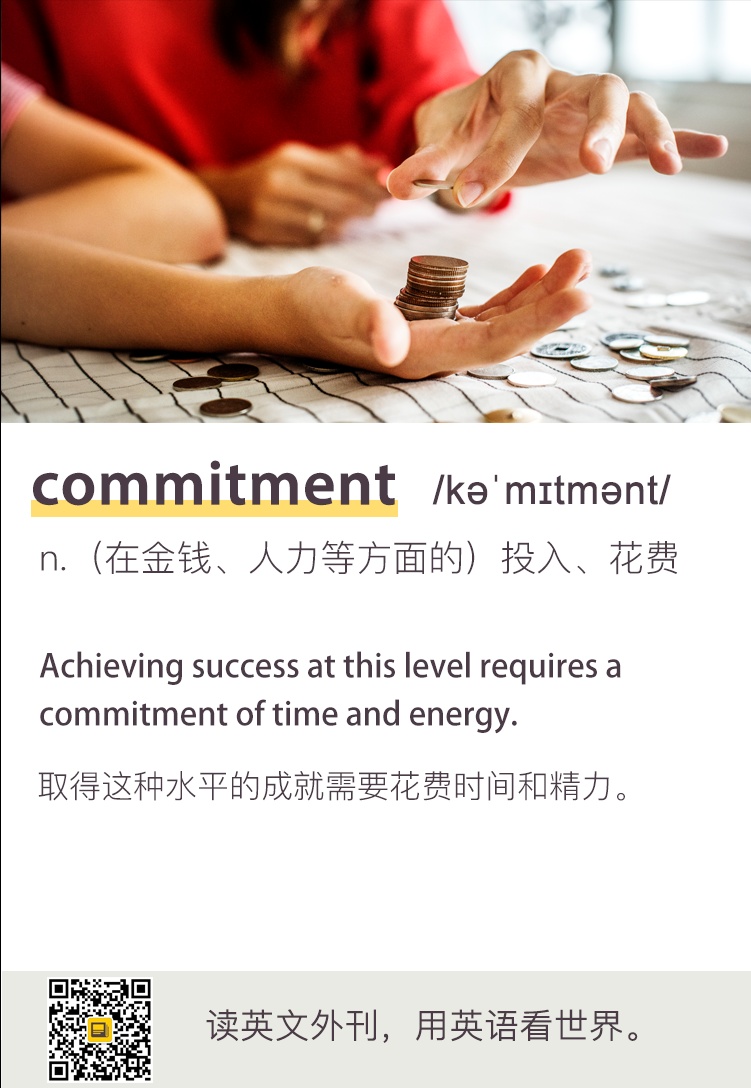 commitment /kəˈmɪtmənt/
n.（在金钱、人力等方面的）投入、花费
Achieving success at this level requires a
commitment of time and energy.
取得这种水平的成就需要花费时间和精力。
读英文外刊，用英语看世界。